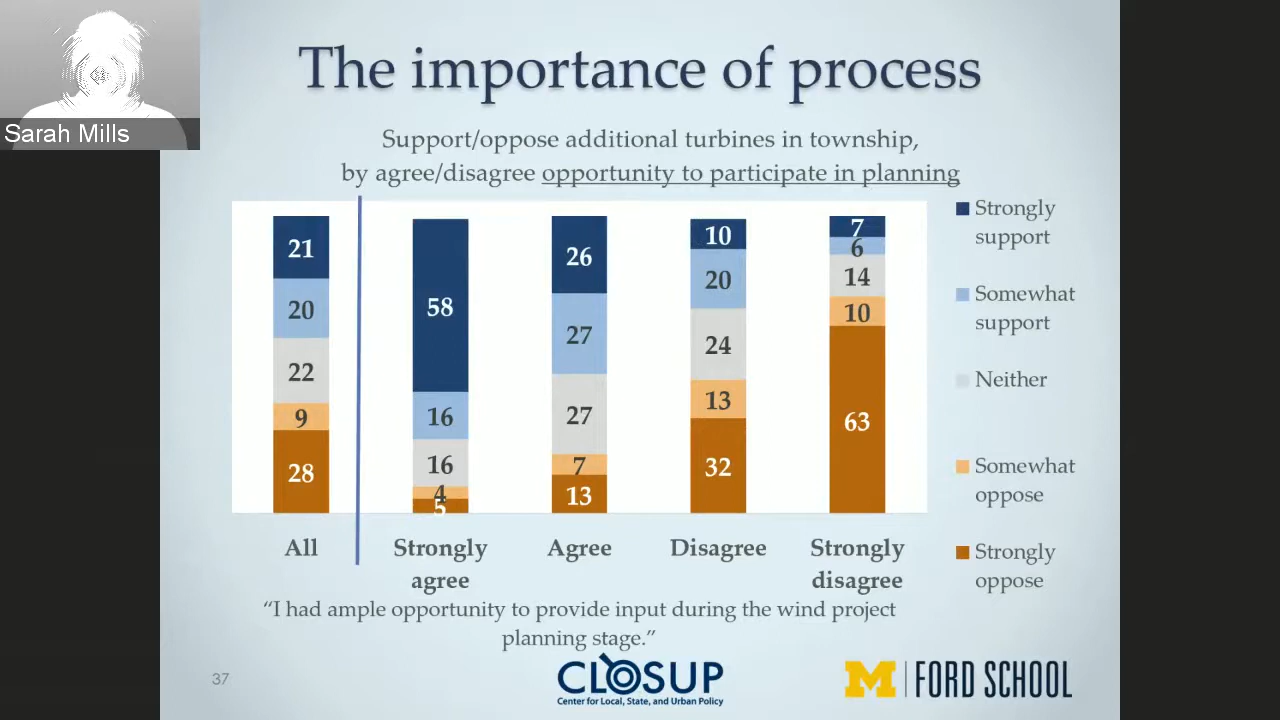 Sarah Mills
The importance of process
Support/oppose additional turbines in township,
by agree/disagree opportunity to participate in planning
21
20
22
9
28
58
16
16
4
5
26
27
27
7
13
10
20
24
13
32
7
6
14
10
63
Strongly
support
Somewhat
support
Neither
Somewhat
oppose
Strongly
oppose
All
Strongly
agree
Agree
Disagree
Strongly
disagree
“I had ample opportunity to provide input during the wind project
planning stage.”
37
CLOSUP
Center for Local, State, and Urban Policy
M FORD SCHOOL